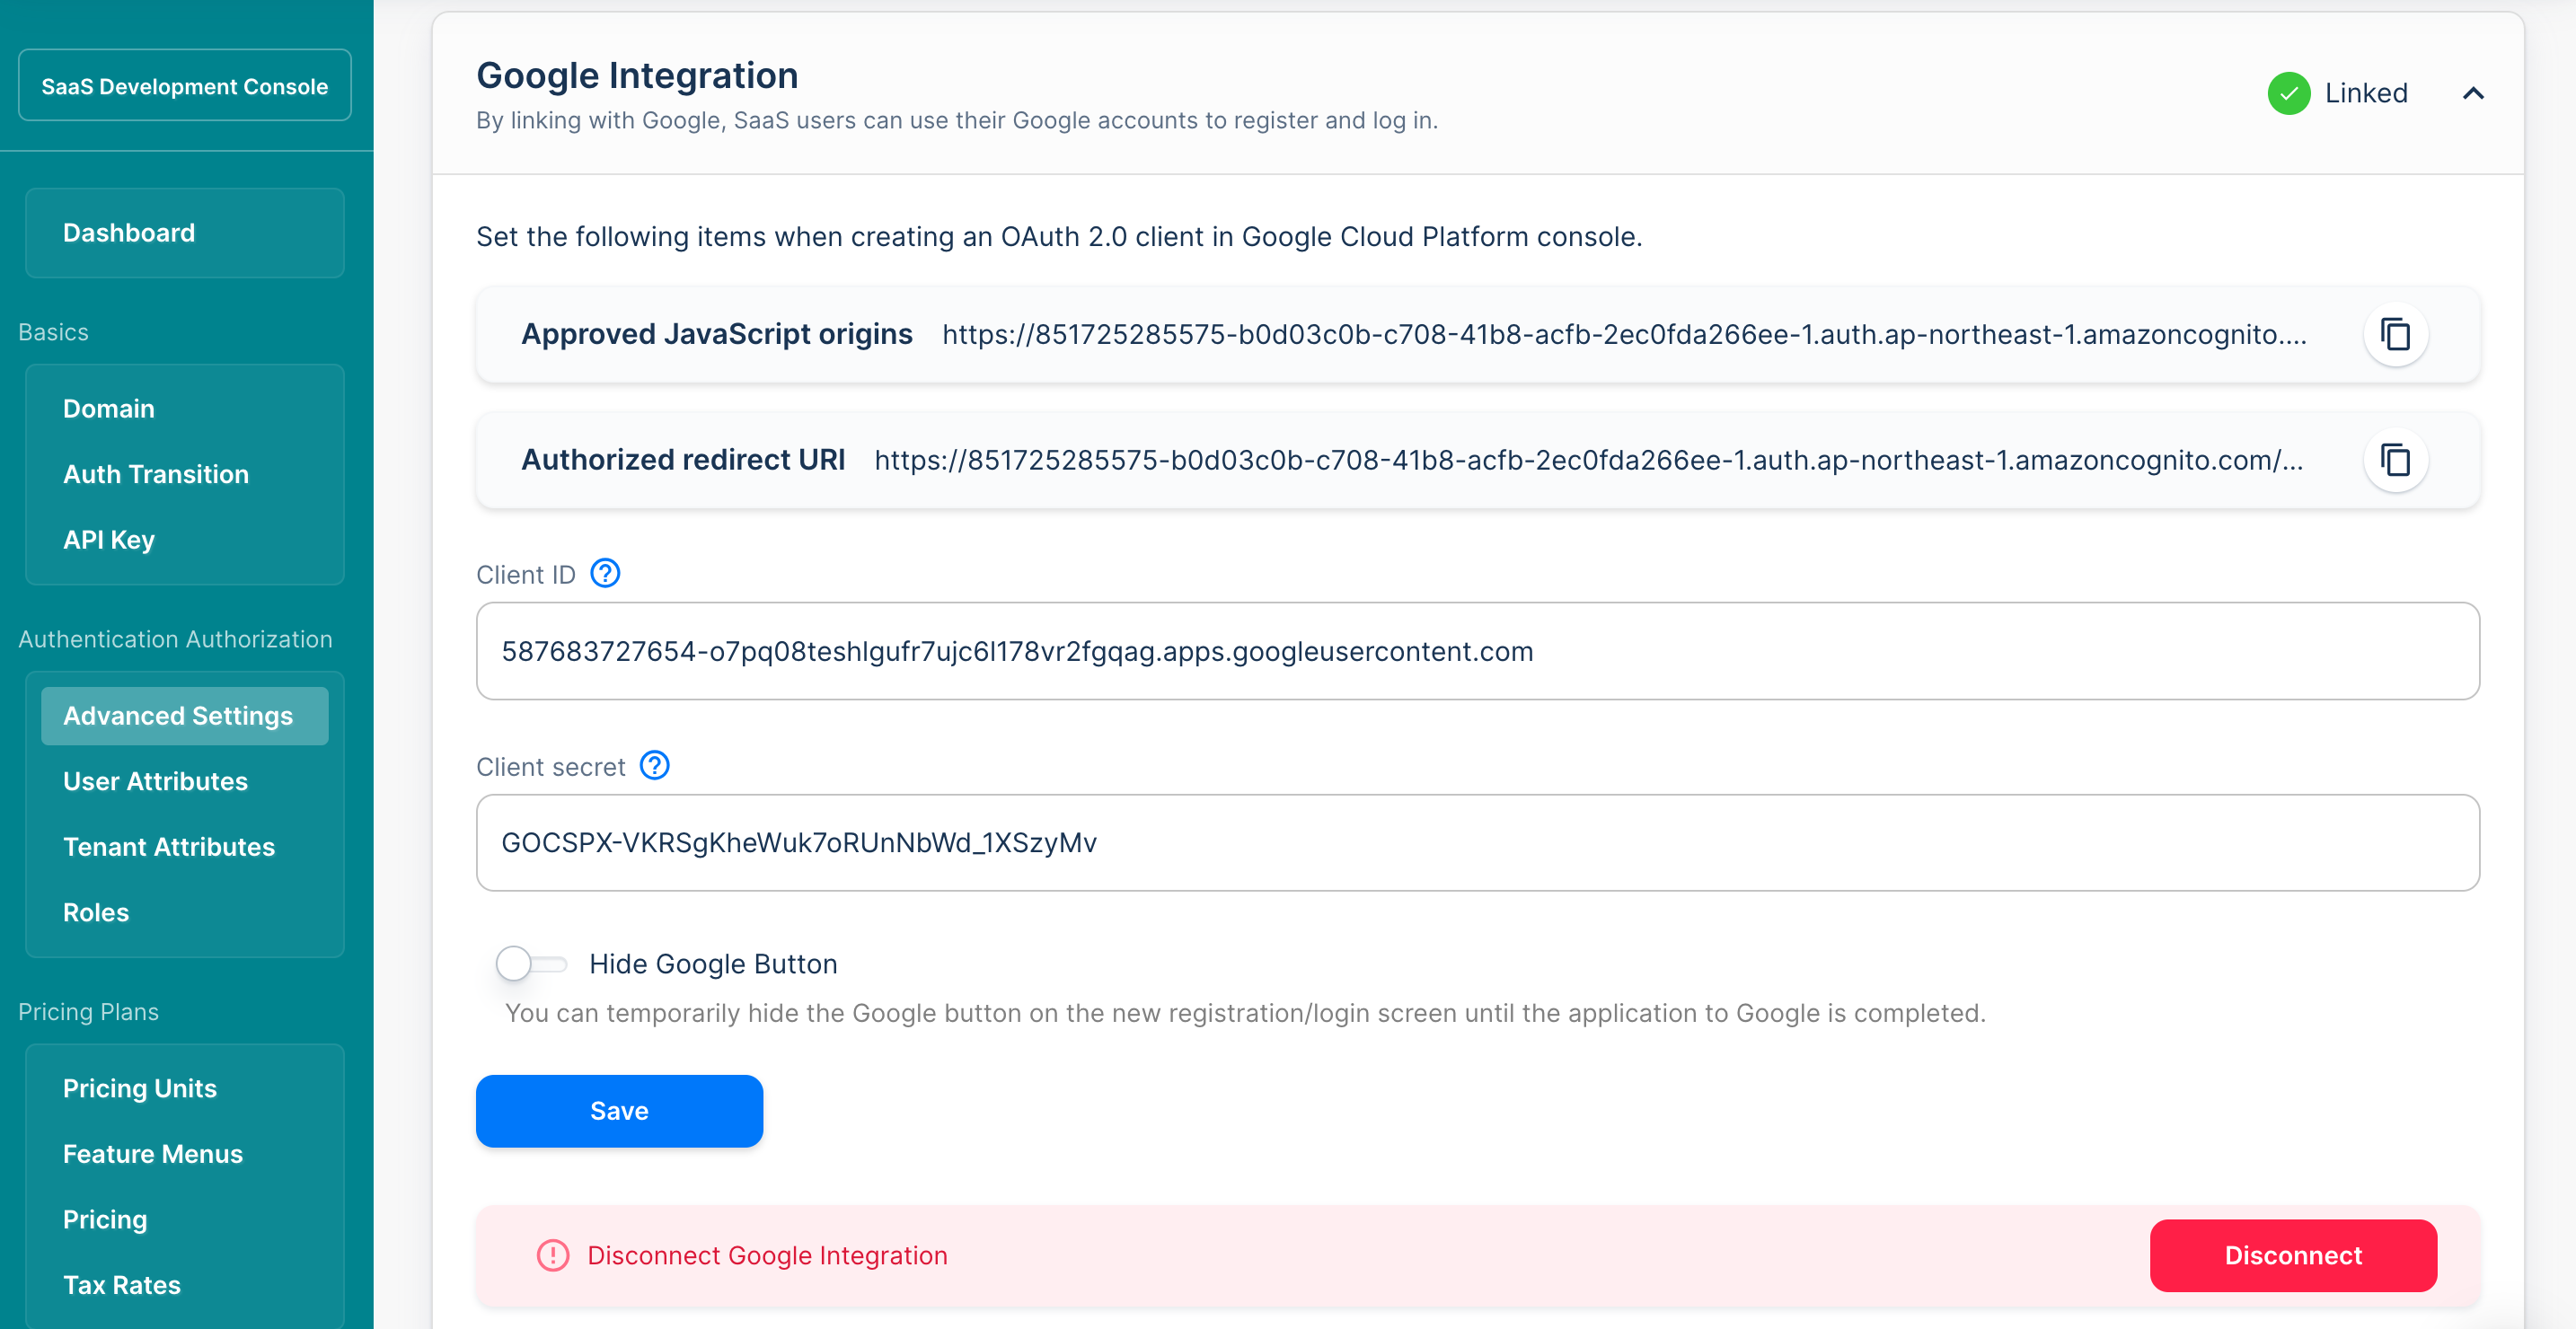 SaaS Development Console
Dashboard
Basics
Domain
Auth Transition
API Key
Authentication Authorization
Advanced Settings
User Attributes
Tenant Attributes
Roles
Pricing Plans
Pricing Units
Feature Menus
Pricing
Tax Rates
Google Integration
By linking with Google, SaaS users can use their Google accounts to register and log in.
Linked
Set the following items when creating an OAuth 2.0 client in Google Cloud Platform console.
Approved JavaScript origins https://851725285575-b0d03c0b-c708-41b8-acfb-2ec0fda266ee-1.auth.ap-northeast-1.amazoncognito....
Authorized redirect URI https://851725285575-b0d03c0b-c708-41b8-acfb-2ec0fda266ee-1.auth.ap-northeast-1.amazoncognito.com/...
Client ID
587683727654-o7pq08teshlgufr7ujc6l178vr2fgqag.apps.googleusercontent.com
Client secret
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
Hide Google Button
You can temporarily hide the Google button on the new registration/login screen until the application to Google is completed.
Save
Disconnect Google Integration
Disconnect